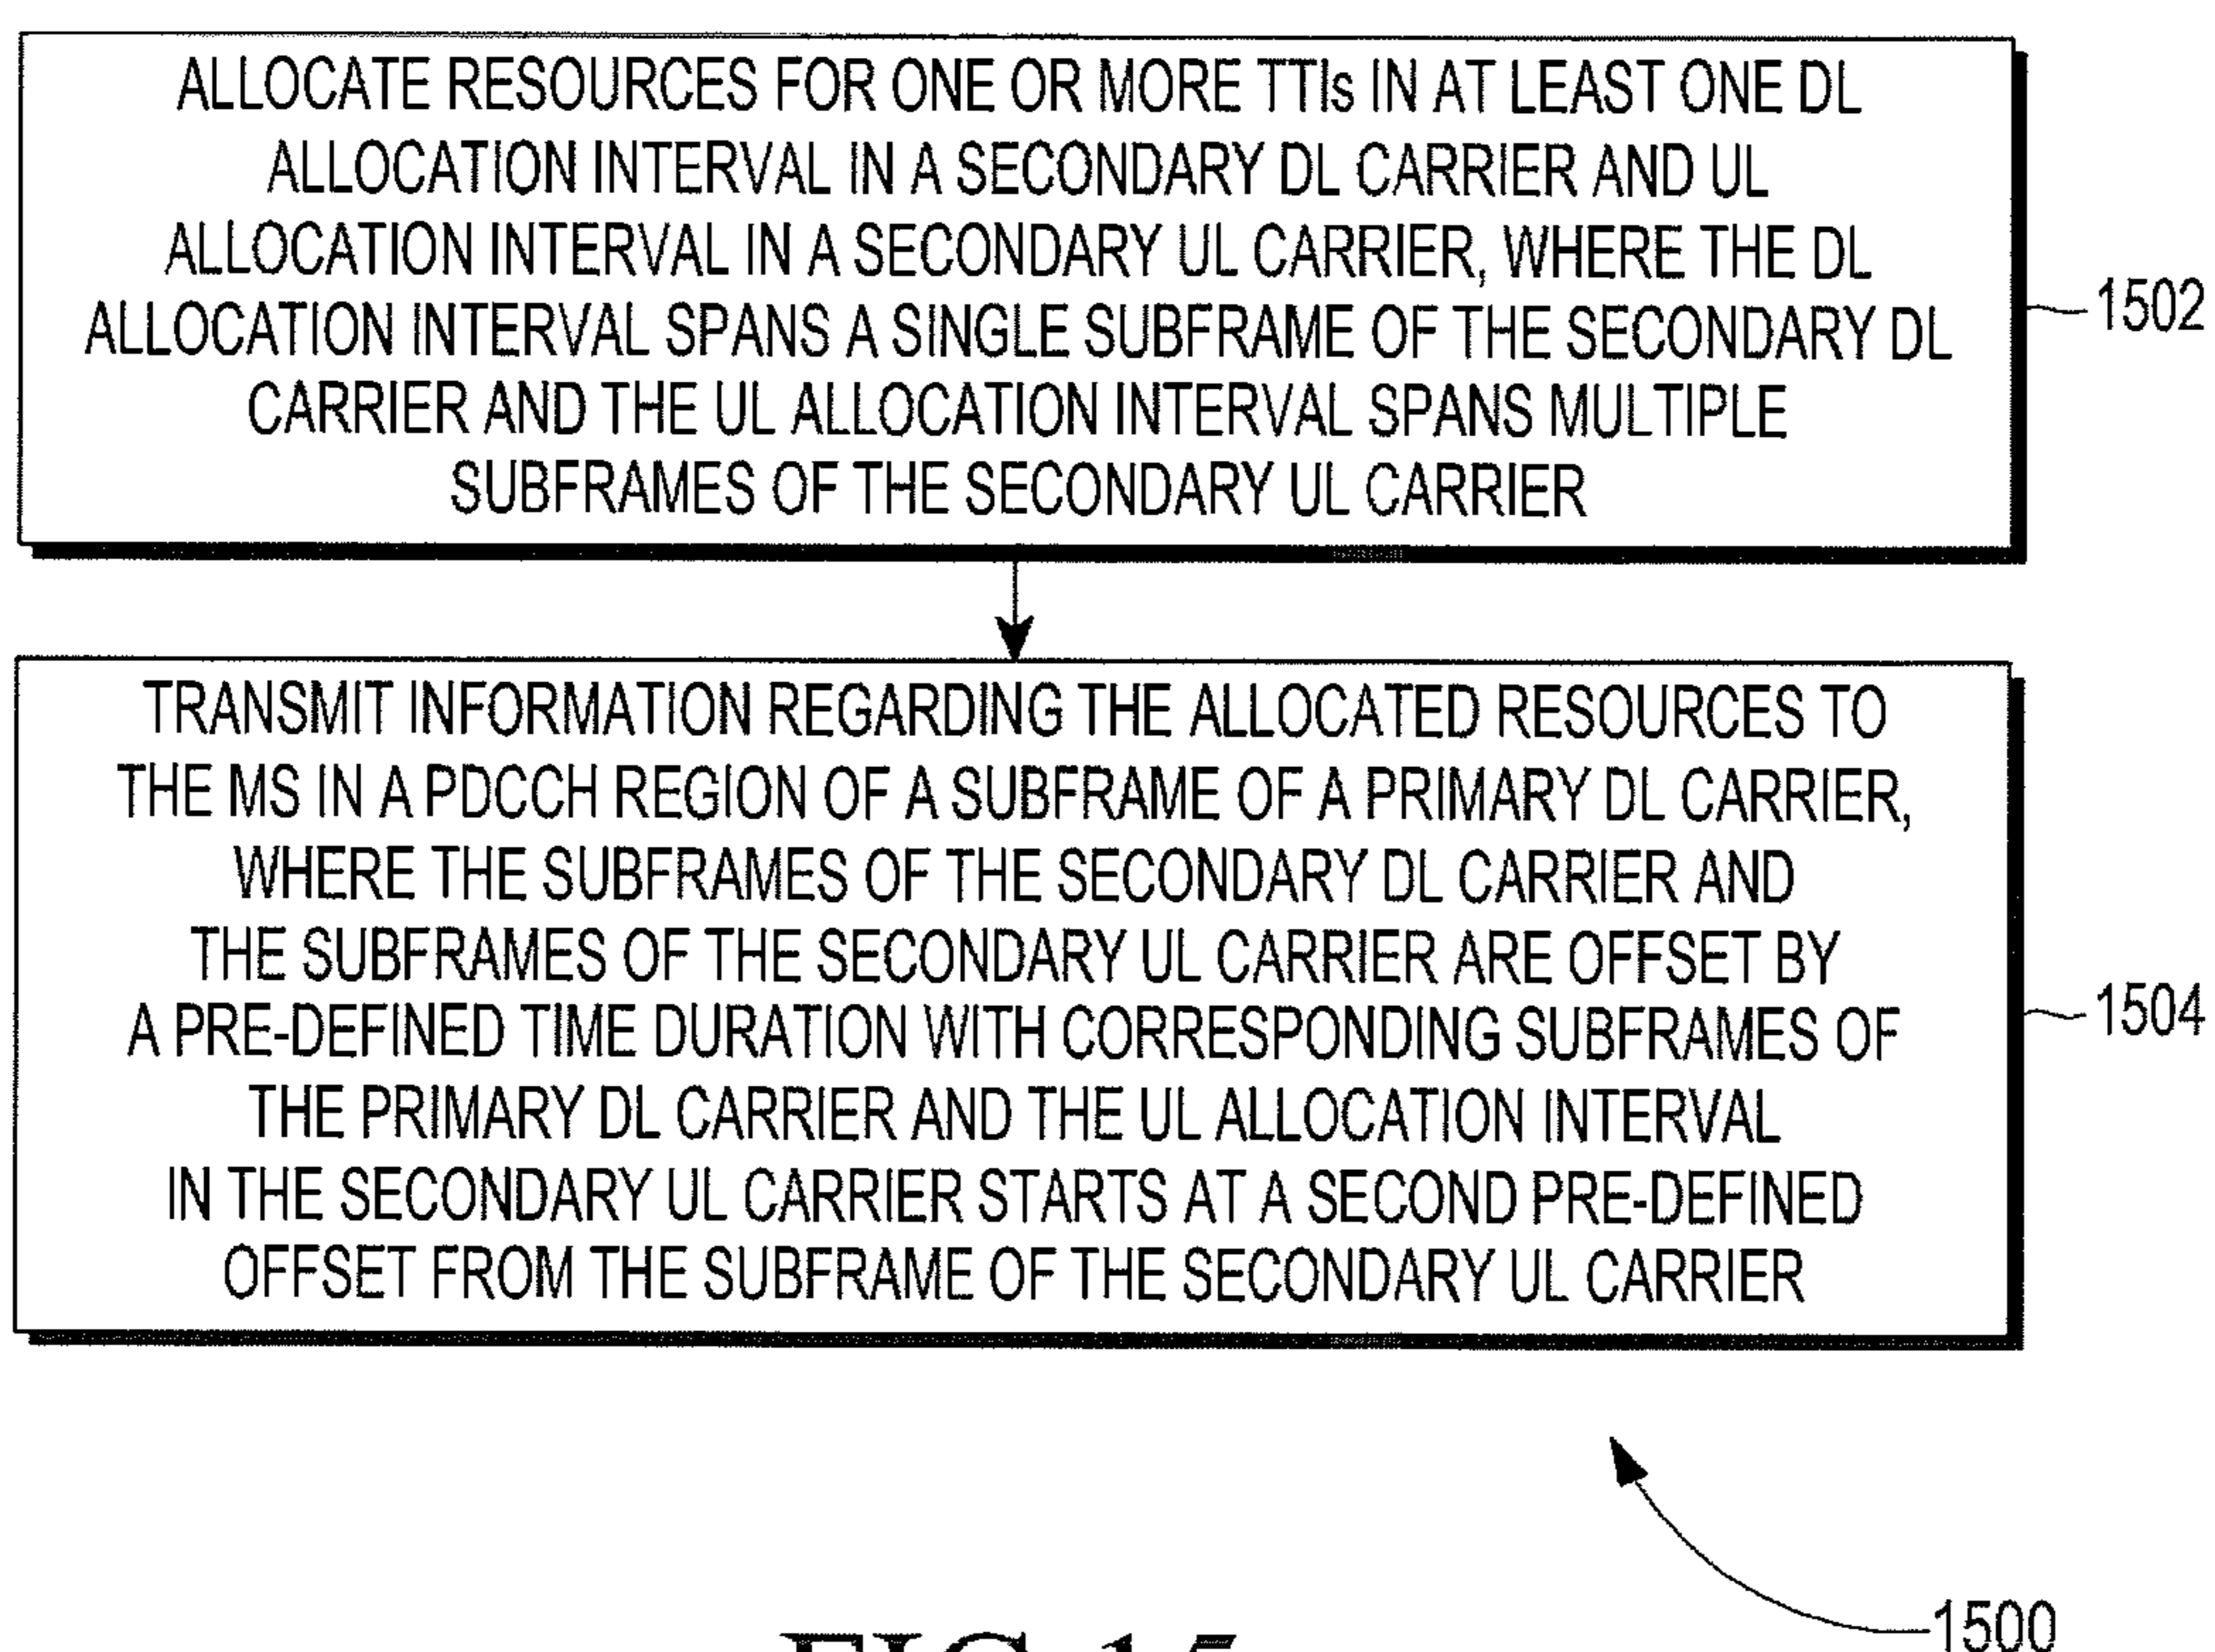 ALLOCATE RESOURCES FOR ONE OR MORE TTIs IN AT LEAST ONE DL
ALLOCATION INTERVAL IN A SECONDARY DL CARRIER AND UL
ALLOCATION INTERVAL IN A SECONDARY UL CARRIER, WHERE THE DL
ALLOCATION INTERVAL SPANS A SINGLE SUBFRAME OF THE SECONDARY DL
CARRIER AND THE UL ALLOCATION INTERVAL SPANS MULTIPLE
SUBFRAMES OF THE SECONDARY UL CARRIER
1502
TRANSMIT INFORMATION REGARDING THE ALLOCATED RESOURCES TO
THE MS IN A PDCCH REGION OF A SUBFRAME OF A PRIMARY DL CARRIER,
WHERE THE SUBFRAMES OF THE SECONDARY DL CARRIER AND
THE SUBFRAMES OF THE SECONDARY UL CARRIER ARE OFFSET BY
A PRE-DEFINED TIME DURATION WITH CORRESPONDING SUBFRAMES OF
THE PRIMARY DL CARRIER AND THE UL ALLOCATION INTERVAL
IN THE SECONDARY UL CARRIER STARTS AT A SECOND PRE-DEFINED
OFFSET FROM THE SUBFRAME OF THE SECONDARY UL CARRIER
1504
1500